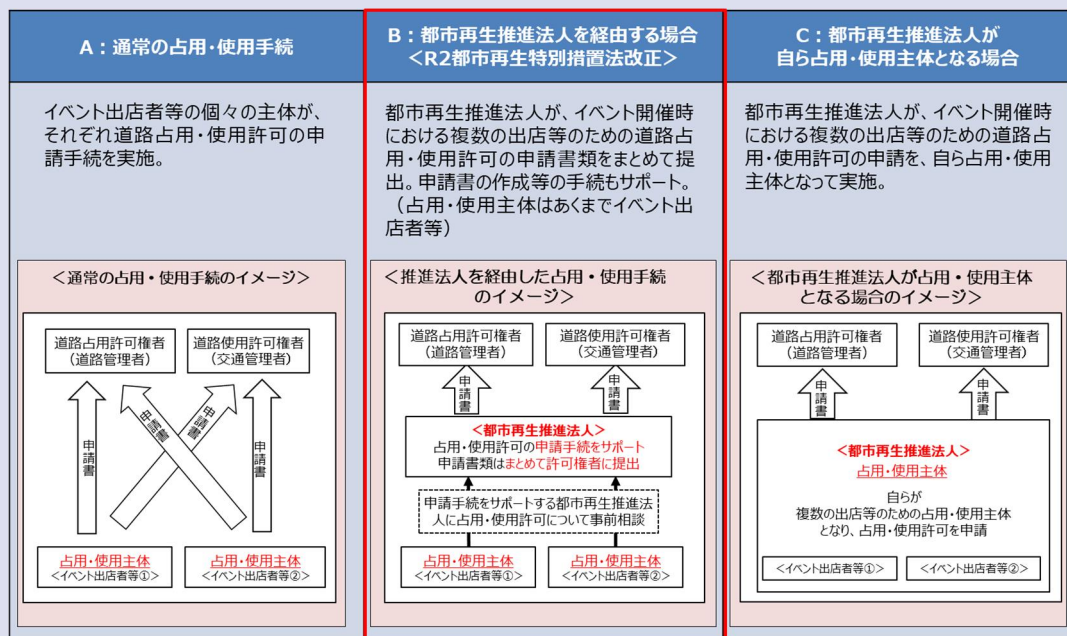 A：通常の占用・使用手続
イベント出店者等の個々の主体が、
それぞれ道路占用・使用許可の申
請手続を実施。
＜通常の占用・使用手続のイメージ＞
道路占用許可権者
（道路管理者）
道路使用許可権者
（交通管理者）
申請書
申請書
申請書
申請書
占用・使用主体
＜イベント出店者等①＞
占用・使用主体
＜イベント出店者等②＞
B：都市再生推進法人を経由する場合
＜R2都市再生特別措置法改正＞
都市再生推進法人が、イベント開催時
における複数の出店等のための道路占
用・使用許可の申請書類をまとめて提
出。申請書の作成等の手続もサポート。
（占用・使用主体はあくまでイベント出
店者等）
＜推進法人を経由した占用・使用手続
のイメージ＞
道路占用許可権者
（道路管理者）
道路使用許可権者
（交通管理者）
申請書
申請書
＜都市再生推進法人＞
占用・使用許可の申請手続をサポート
申請書類はまとめて許可権者に提出
申請手続をサポートする都市再生推進法
人に占用・使用許可について事前相談
占用・使用主体
＜イベント出店者等①＞
占用・使用主体
＜イベント出店者等②＞
C：都市再生推進法人が
自ら占用・使用主体となる場合
都市再生推進法人が、イベント開催時
における複数の出店等のための道路占
用・使用許可の申請を、自ら占用・使用
主体となって実施。
＜都市再生推進法人が占用・使用主体
となる場合のイメージ＞
道路占用許可権者
（道路管理者）
道路使用許可権者
（交通管理者）
申請書
申請書
＜都市再生推進法人＞
占用・使用主体
自らが
複数の出店等のための占用・使用主体
となり、占用・使用許可を申請
＜イベント出店者等①＞
＜イベント出店者等②＞